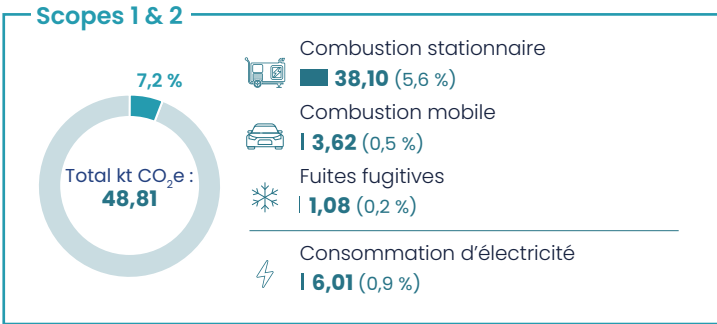 Scopes 1 & 2
7,2 %
Total kt CO₂e :
48,81
Combustion stationnaire
38,10 (5,6 %)
Combustion mobile
3,62 (0,5 %)
Fuites fugitives
1,08 (0,2 %)
Consommation d’électricité
6,01 (0,9 %)